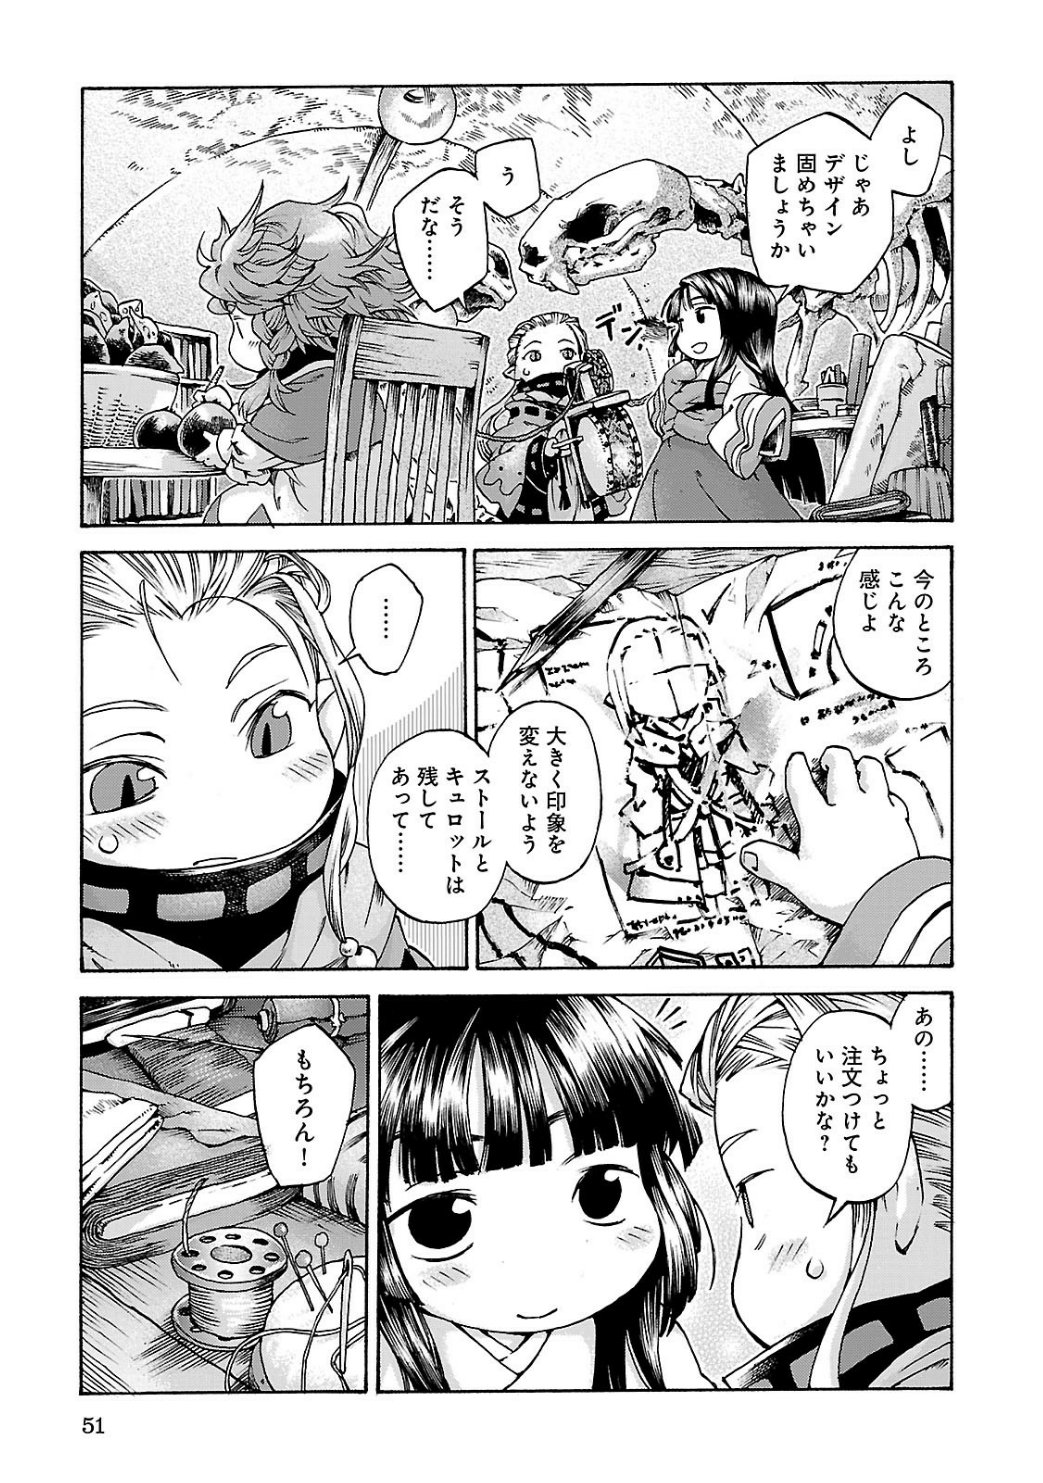 よし
じゃあ
デザイン
固めちゃい
ましょうか
う
そう
だな……
デンッ
今のところ
こんな
感じよ
大きく印象を
変えないよう
ストールと
キュロットは
残して
あって……
……
あの……
ちょっと
注文つけても
いいかな？
もちろん！
51